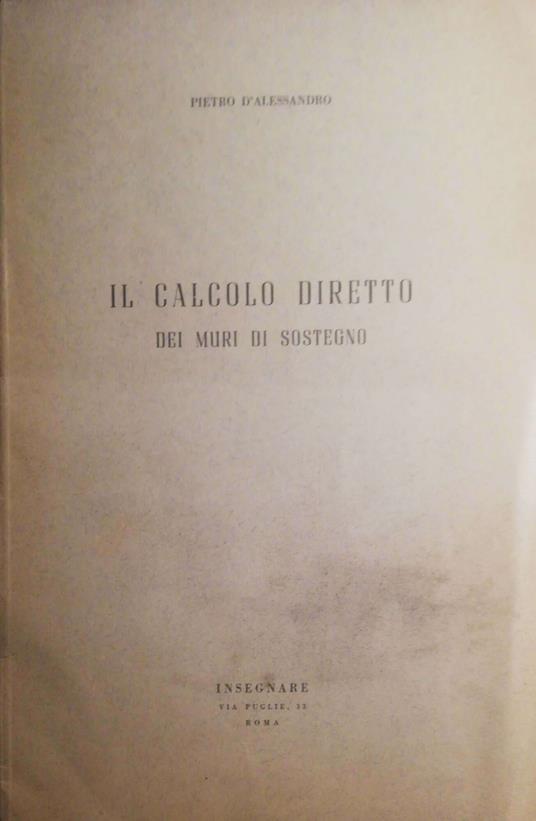 PIETRO D'ALESSANDRO
IL CALCOLO DIRETTO
DEI MURI DI SOSTEGNO
INSEGNARE
VIA PUGLIE, 33
ROMA